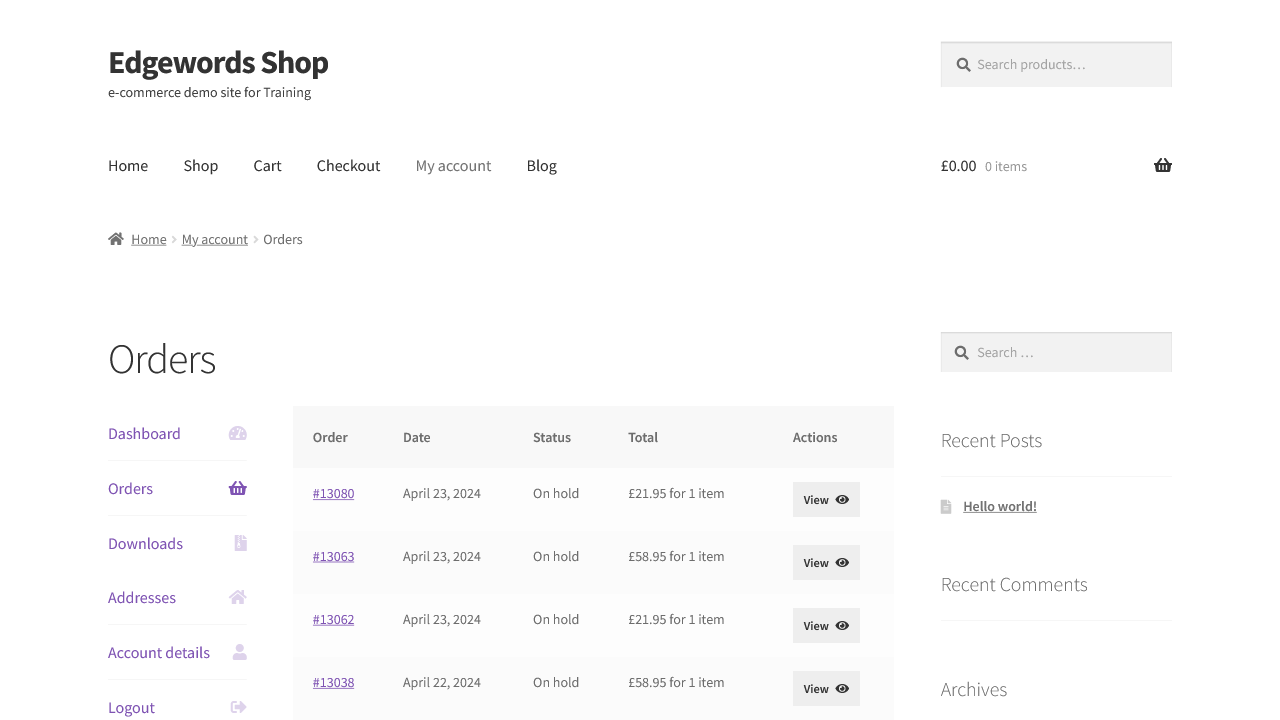 Edgewords Shop
e-commerce demo site for Training
Search products…
Home Shop Cart Checkout My account Blog
£0.00 0 items
Home My account Orders
Orders
Dashboard
Orders
Downloads
Addresses
Account details
Logout
Order Date Status Total Actions
#13080 April 23, 2024 On hold £21.95 for 1 item View
#13063 April 23, 2024 On hold £58.95 for 1 item View
#13062 April 23, 2024 On hold £21.95 for 1 item View
#13038 April 22, 2024 On hold £58.95 for 1 item View
Search …
Recent Posts
Hello world!
Recent Comments
Archives